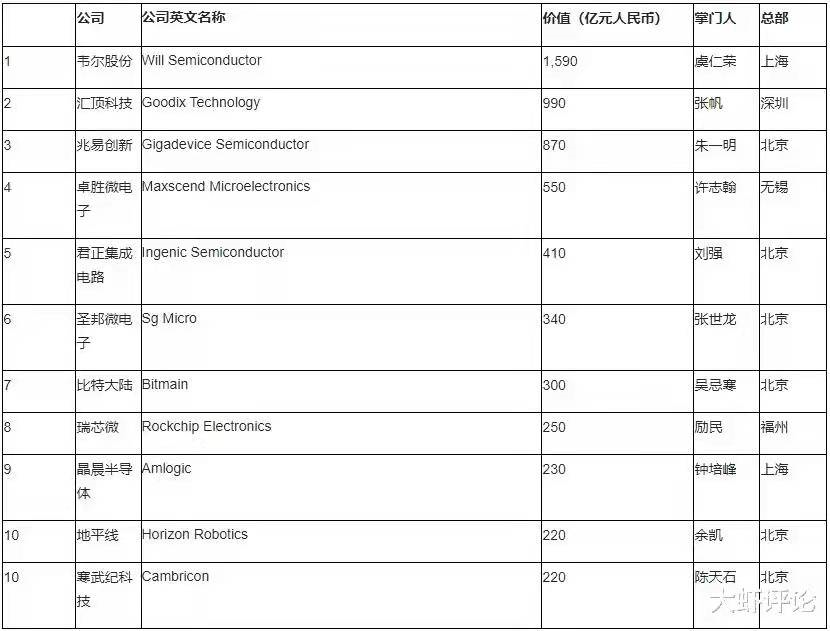 公司 公司英文名称 价值（亿元人民币） 掌门人 总部
1 韦尔股份 Will Semiconductor 1,590 虞仁荣 上海
2 汇顶科技 Goodix Technology 990 张帆 深圳
3 兆易创新 Gigadevice Semiconductor 870 朱一明 北京
4 卓胜微电 Maxscend Microelectronics 550 许志翰 无锡
子
5 君正集成 Ingenic Semiconductor 410 刘强 北京
电路
6 圣邦微电 Sg Micro 340 张世龙 北京
子
7 比特大陆 Bitmain 300 吴忌寒 北京
8 瑞芯微 Rockchip Electronics 250 励民 福州
9 晶晨半导 Amlogic 230 钟培峰 上海
体
10 地平线 Horizon Robotics 220 余凯 北京
10 寒武纪科 Cambricon 220 陈天石 北京
技
大虾评论